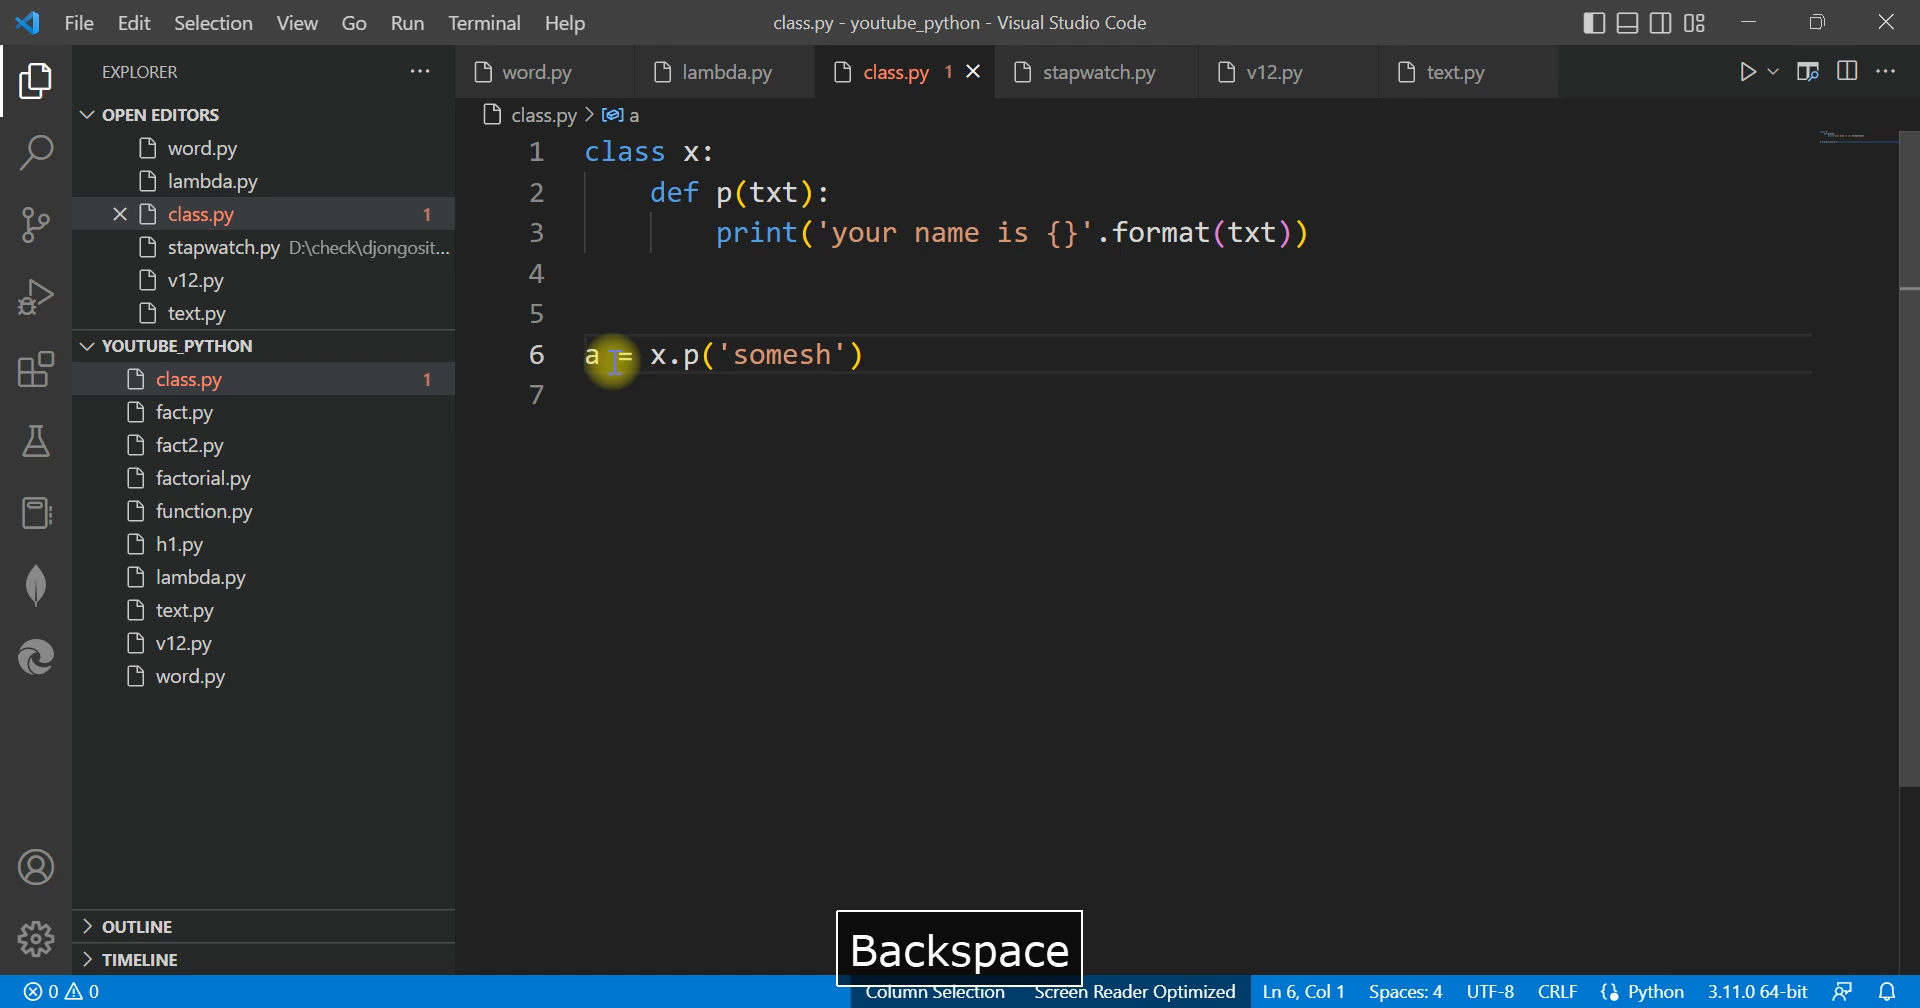 File Edit Selection View Go Run Terminal Help class.py - youtube_python - Visual Studio Code
EXPLORER
word.py lambda.py class.py 1 stapwatch.py v12.py text.py
OPEN EDITORS
word.py
lambda.py
class.py 1
stapwatch.py D:\check\djongosit...
v12.py
text.py
YOUTUBE_PYTHON
class.py 1
fact.py
fact2.py
factorial.py
function.py
h1.py
lambda.py
text.py
v12.py
word.py
OUTLINE
TIMELINE
class.py > a
1 class x:
2 def p(txt):
3 print('your name is {}'.format(txt))
4
5
6 a = x.p('somesh')
7
Backspace
0 0 Column Selection Screen Reader Optimized Ln 6, Col 1 Spaces: 4 UTF-8 CRLF Python 3.11.0 64-bit